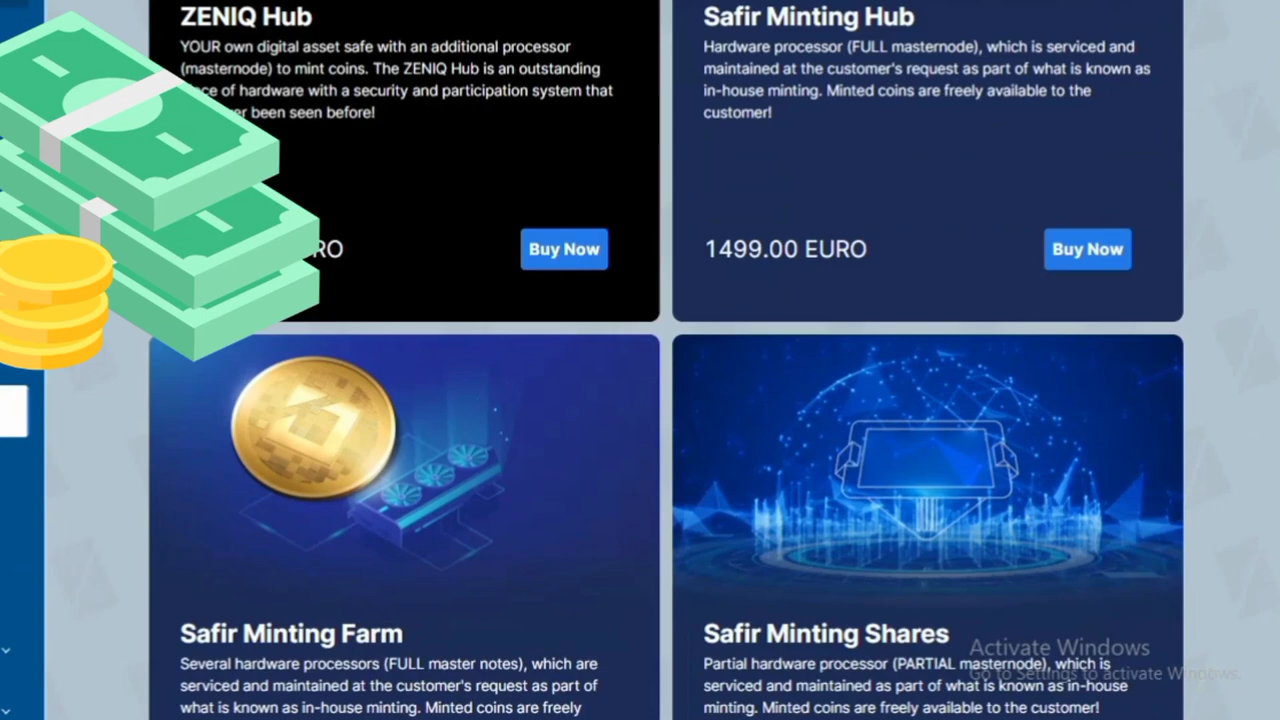 ZENIQ Hub
YOUR own digital asset safe with an additional processor
(masternode) to mint coins. The ZENIQ Hub is an outstanding
of hardware with a security and participation system that
been seen before!
Buy Now
Safir Minting Hub
Hardware processor (FULL masternode), which is serviced and
maintained at the customer's request as part of what is known as
in-house minting. Minted coins are freely available to the
customer!
1499.00 EURO
Buy Now
Safir Minting Farm
Several hardware processors (FULL master notes), which are
serviced and maintained at the customer's request as part of
what is known as in-house minting. Minted coins are freely
Safir Minting Shares
Partial hardware processor (PARTIAL masternode), which is
serviced and maintained as part of what is known as in-house
minting. Minted coins are freely available to the customer!
Activate Windows
Go to Settings to activate Windows.